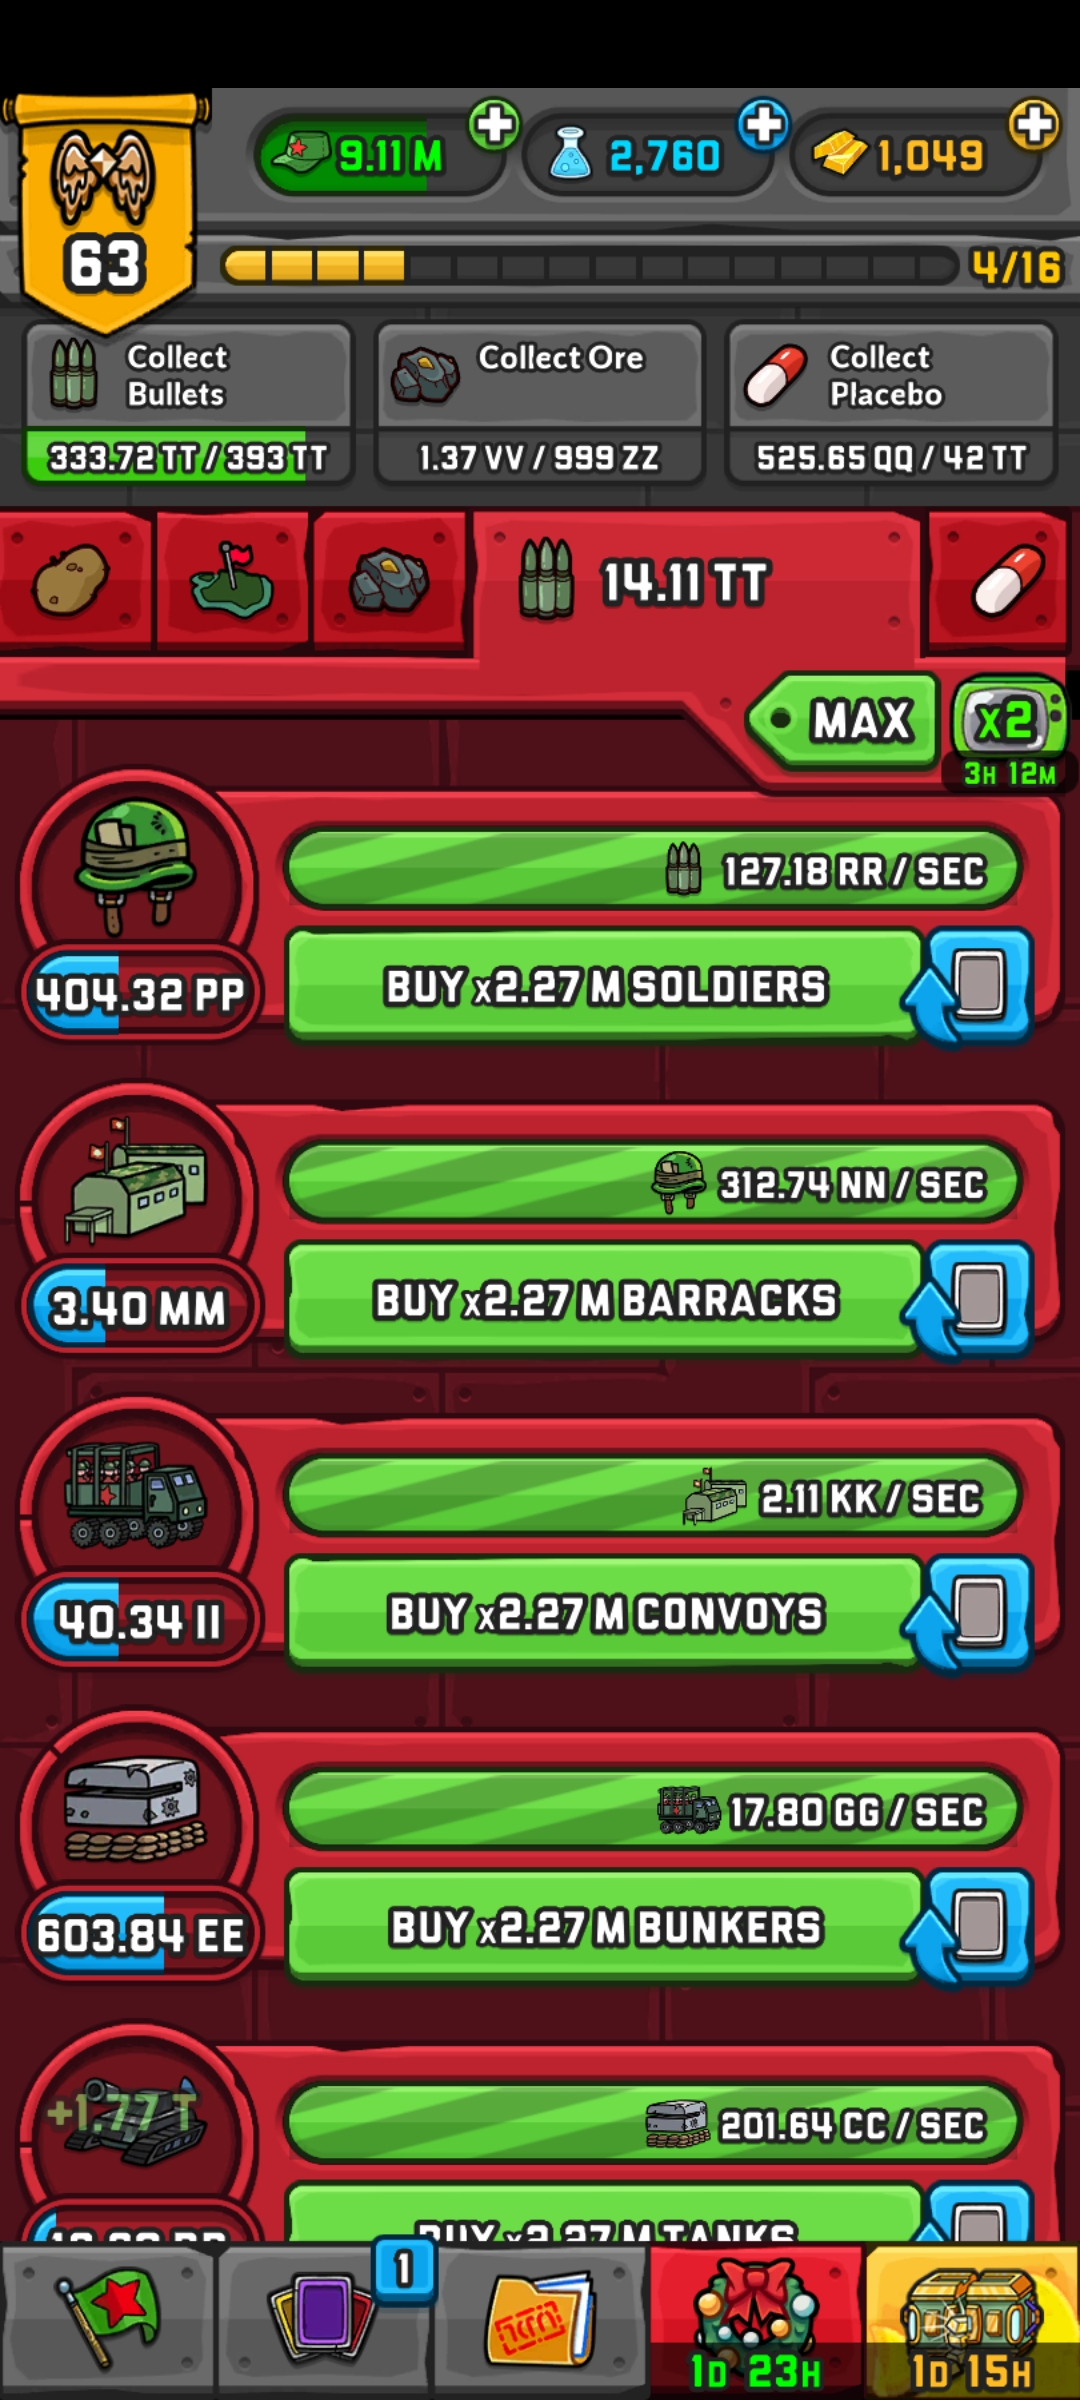 9.11 M
2,760
1,049
63
4/16
Collect
Bullets
333.72 TT / 393 TT
Collect Ore
1.37 VV / 999 ZZ
Collect
Placebo
525.65 QQ / 42 TT
14.11 TT
MAX
x2
3H 12M
127.18 RR / SEC
404.32 PP
BUY x2.27 M SOLDIERS
312.74 NN / SEC
3.40 MM
BUY x2.27 M BARRACKS
2.11 KK / SEC
40.34 II
BUY x2.27 M CONVOYS
17.80 GG / SEC
603.84 EE
BUY x2.27 M BUNKERS
+1.77 T
201.64 CC / SEC
BUY x2.27 M TANKS
1
1D 23H
1D 15H